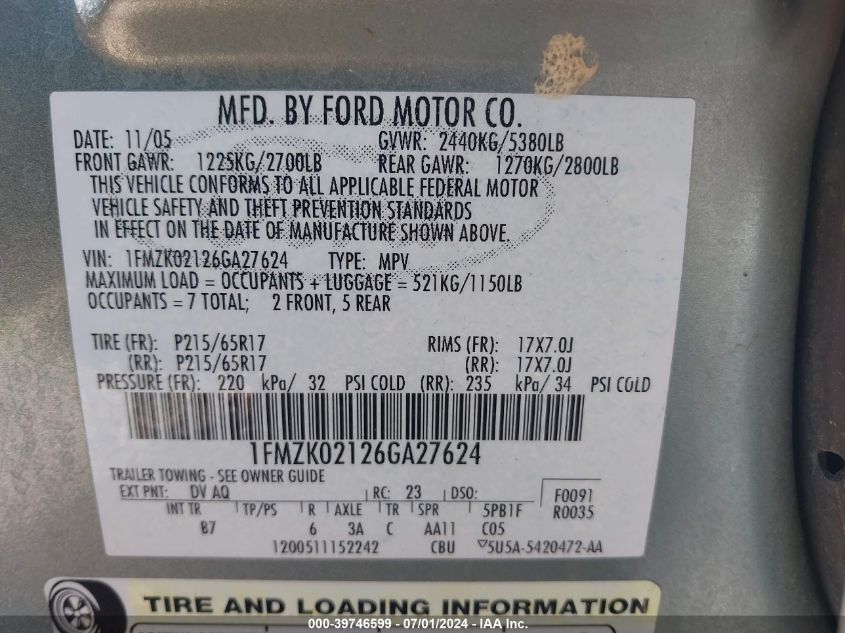 MFD. BY FORD MOTOR CO.
DATE: 11/05 GVWR: 2440KG/5380LB
FRONT GAWR: 1225KG/2700LB REAR GAWR: 1270KG/2800LB
THIS VEHICLE CONFORMS TO ALL APPLICABLE FEDERAL MOTOR
VEHICLE SAFETY AND THEFT PREVENTION STANDARDS
IN EFFECT ON THE DATE OF MANUFACTURE SHOWN ABOVE.
VIN: 1FMZK02126GA27624 TYPE: MPV
MAXIMUM LOAD = OCCUPANTS + LUGGAGE = 521KG/1150LB
OCCUPANTS = 7 TOTAL; 2 FRONT, 5 REAR
TIRE (FR): P215/65R17 RIMS (FR): 17X7.0J
(RR): P215/65R17 (RR): 17X7.0J
PRESSURE (FR): 220 kPa/ 32 PSI COLD (RR): 235 kPa/ 34 PSI COLD
1FMZK02126GA27624
TRAILER TOWING - SEE OWNER GUIDE
EXT PNT: DV AQ RC: 23 DSO: F0091
INT TR TP/PS R AXLE TR SPR 5PB1F R0035
B7 6 3A C AA11 C05
1200511152242 CBU ▽5U5A-5420472-AA
TIRE AND LOADING INFORMATION
000-39746599 / 07/01/2024 - IAAI.com